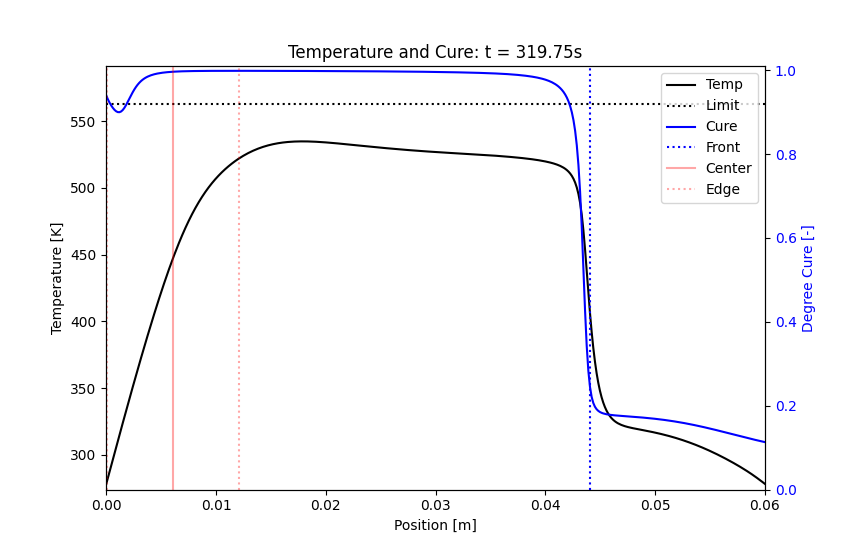 Temperature and Cure: t = 319.75s
Temp
Limit
Cure
Front
Center
Edge
Temperature [K]
550
500
450
400
350
300
Degree Cure [-]
1.0
0.8
0.6
0.4
0.2
0.0
0.00 0.01 0.02 0.03 0.04 0.05 0.06
Position [m]